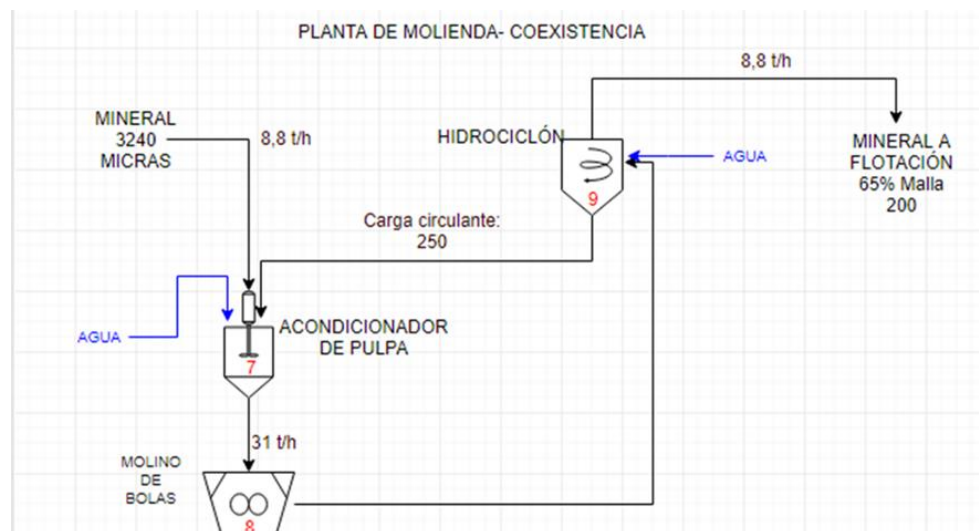 PLANTA DE MOLIENDA- COEXISTENCIA
8,8 t/h
MINERAL
3240
MICRAS
8,8 t/h
HIDROCICLÓN
AGUA
MINERAL A
FLOTACIÓN
65% Malla
200
9
Carga circulante:
250
AGUA
ACONDICIONADOR
DE PULPA
7
31 t/h
MOLINO
DE
BOLAS
8